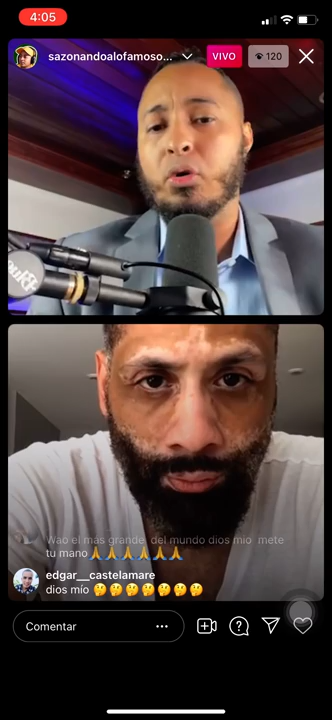 4:05
sazonandoalofamoso...
VIVO
120
Wao el más grande del mundo dios mio mete
tu mano 🙏🙏🙏🙏🙏🙏🙏
edgar__castelamare
dios mío 🤔🤔🤔🤔🤔🤔🤔
Comentar